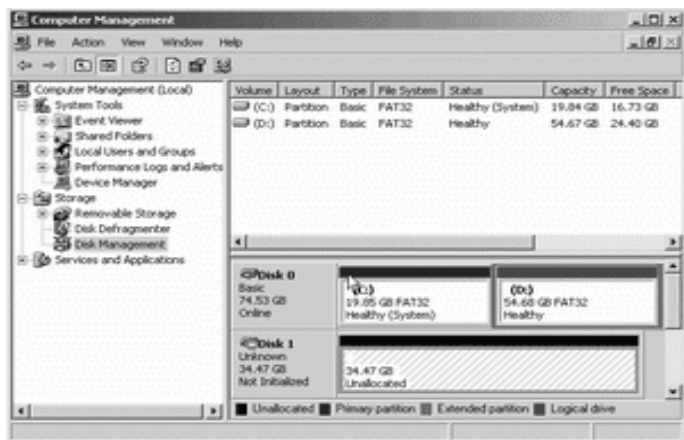 Computer Management
File Action View Window Help
Computer Management (Local)
System Tools
Event Viewer
Shared Folders
Local Users and Groups
Performance Logs and Alerts
Device Manager
Storage
Removable Storage
Disk Defragmenter
Disk Management
Services and Applications
Volume Layout Type File System Status Capacity Free Space
(C:) Partition Basic FAT32 Healthy (System) 19.84 GB 16.73 GB
(D:) Partition Basic FAT32 Healthy 54.67 GB 24.40 GB
Disk 0
Basic
74.53 GB
Online
(C:)
19.85 GB FAT32
Healthy (System)
(D:)
54.68 GB FAT32
Healthy
Disk 1
Unknown
34.47 GB
Not Initialized
34.47 GB
Unallocated
Unallocated Primary partition Extended partition Logical drive